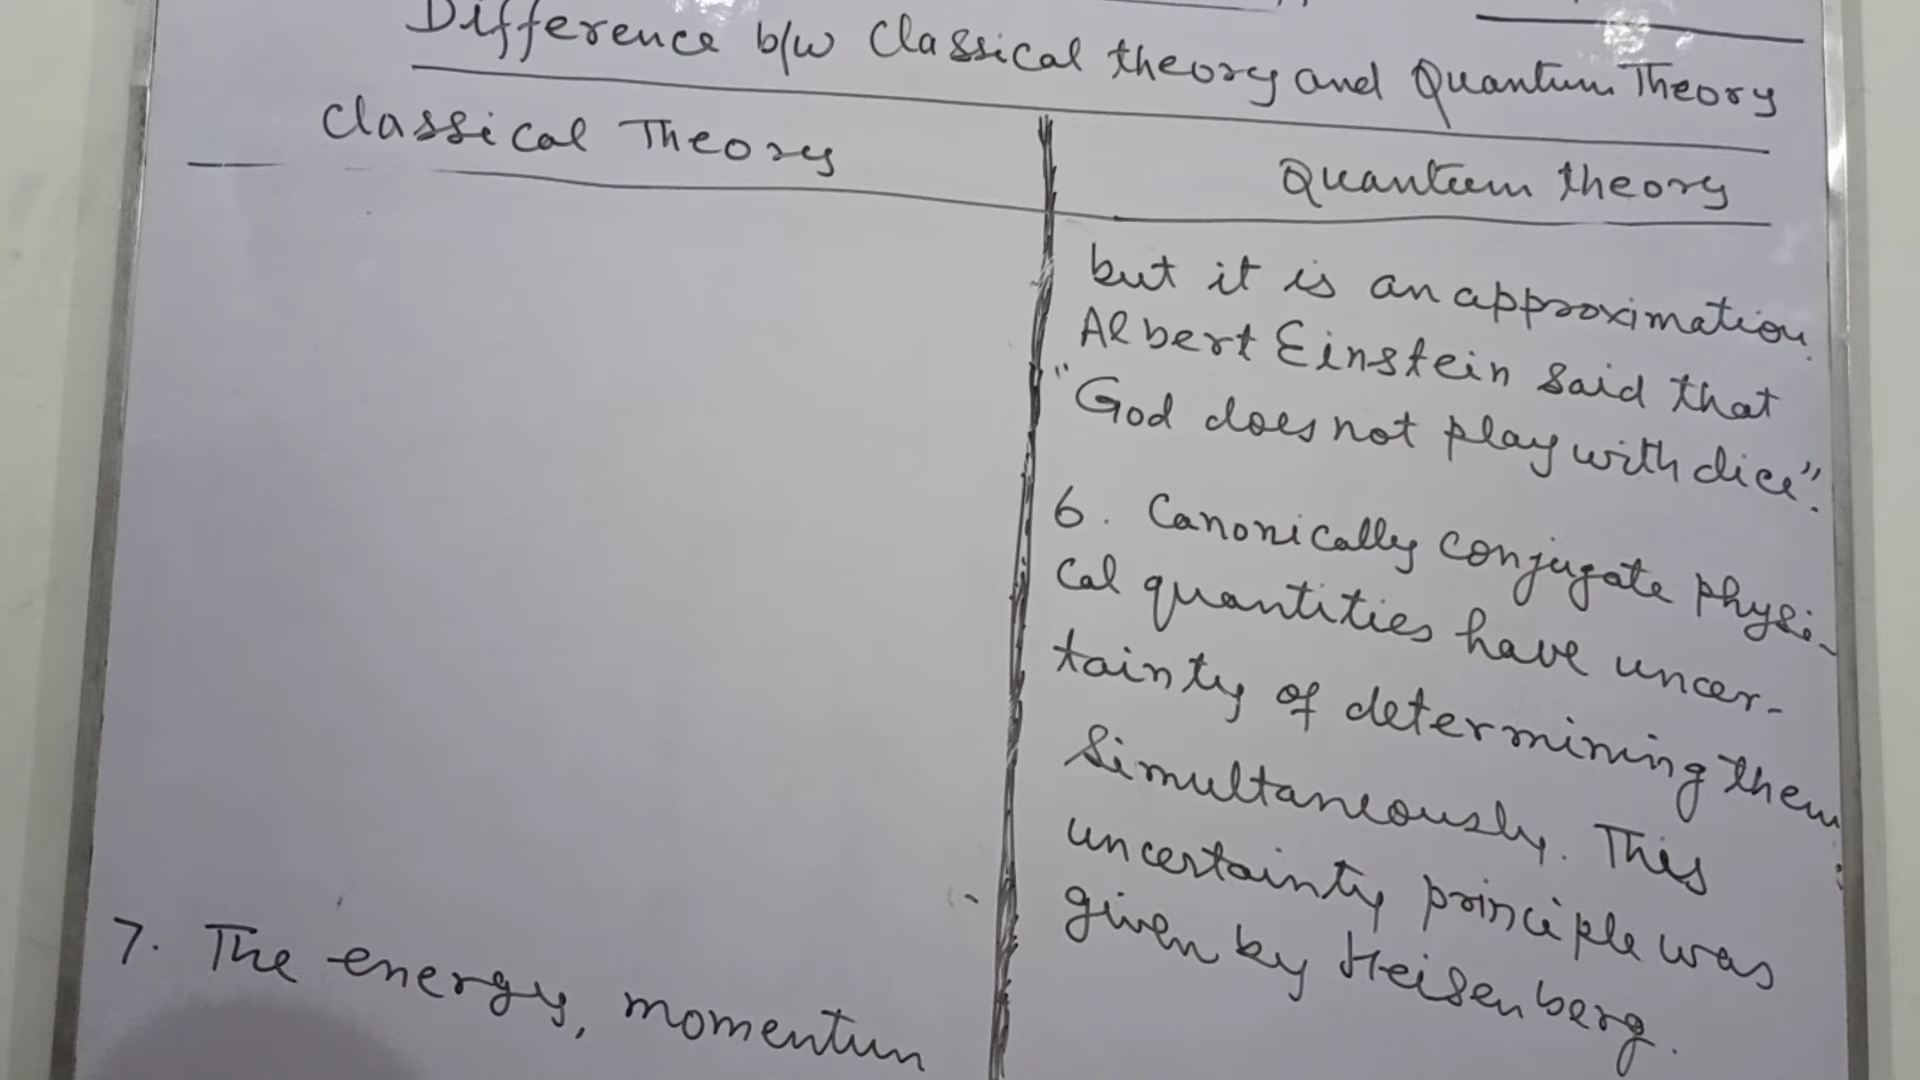 Difference b/w Classical theory and Quantum Theory
Classical Theory
7. The energy, momentum
Quantum theory
but it is an approximation.
Albert Einstein said that
"God does not play with dice".
6. Canonically conjugate physi-
cal quantities have uncer-
tainty of determining them
simultaneously. This
uncertainty principle was
given by Heisenberg.